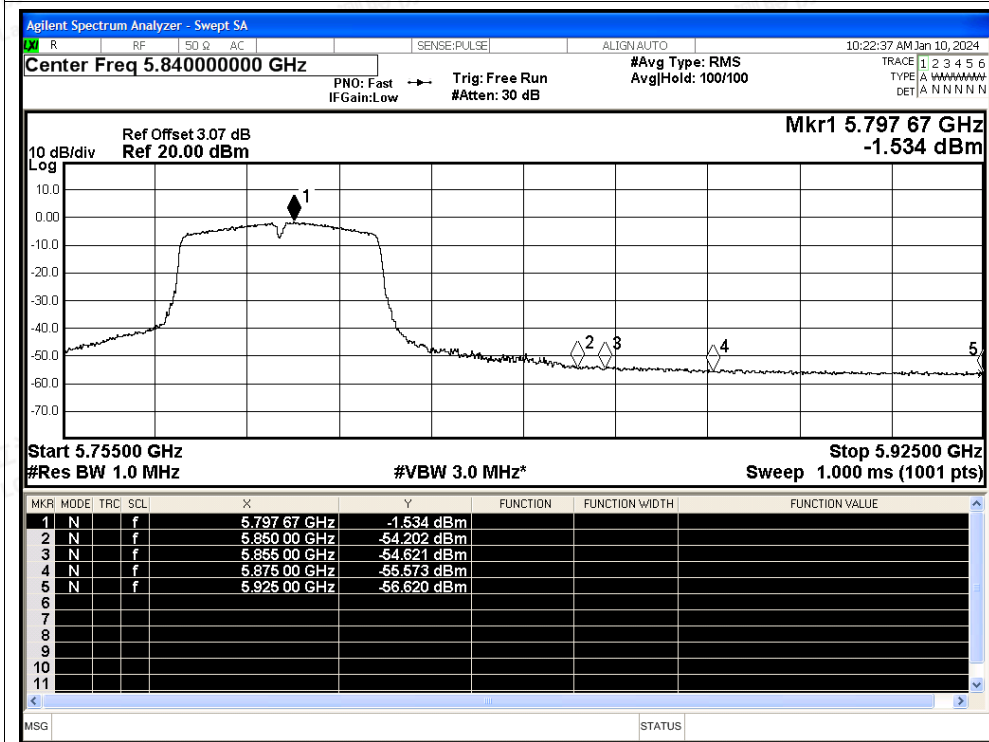 Agilent Spectrum Analyzer - Swept SA
LXI R RF 50 Ω AC SENSE:PULSE ALIGN AUTO 10:22:37 AM Jan 10, 2024
Center Freq 5.840000000 GHz #Avg Type: RMS TRACE 1 2 3 4 5 6
PNO: Fast Trig: Free Run Avg|Hold: 100/100 TYPE A WWWWW
IFGain:Low #Atten: 30 dB DET A N N N N N
Mkr1 5.797 67 GHz
Ref Offset 3.07 dB
10 dB/div Ref 20.00 dBm -1.534 dBm
Log
10.0
1
0.00
-10.0
-20.0
-30.0
-40.0
2 3 4 5
-50.0
-60.0
-70.0
Start 5.75500 GHz Stop 5.92500 GHz
#Res BW 1.0 MHz #VBW 3.0 MHz* Sweep 1.000 ms (1001 pts)
MKR MODE TRC SCL X Y FUNCTION FUNCTION WIDTH FUNCTION VALUE
1 N f 5.797 67 GHz -1.534 dBm
2 N f 5.850 00 GHz -54.202 dBm
3 N f 5.855 00 GHz -54.621 dBm
4 N f 5.875 00 GHz -55.573 dBm
5 N f 5.925 00 GHz -56.620 dBm
6
7
8
9
10
11
MSG STATUS